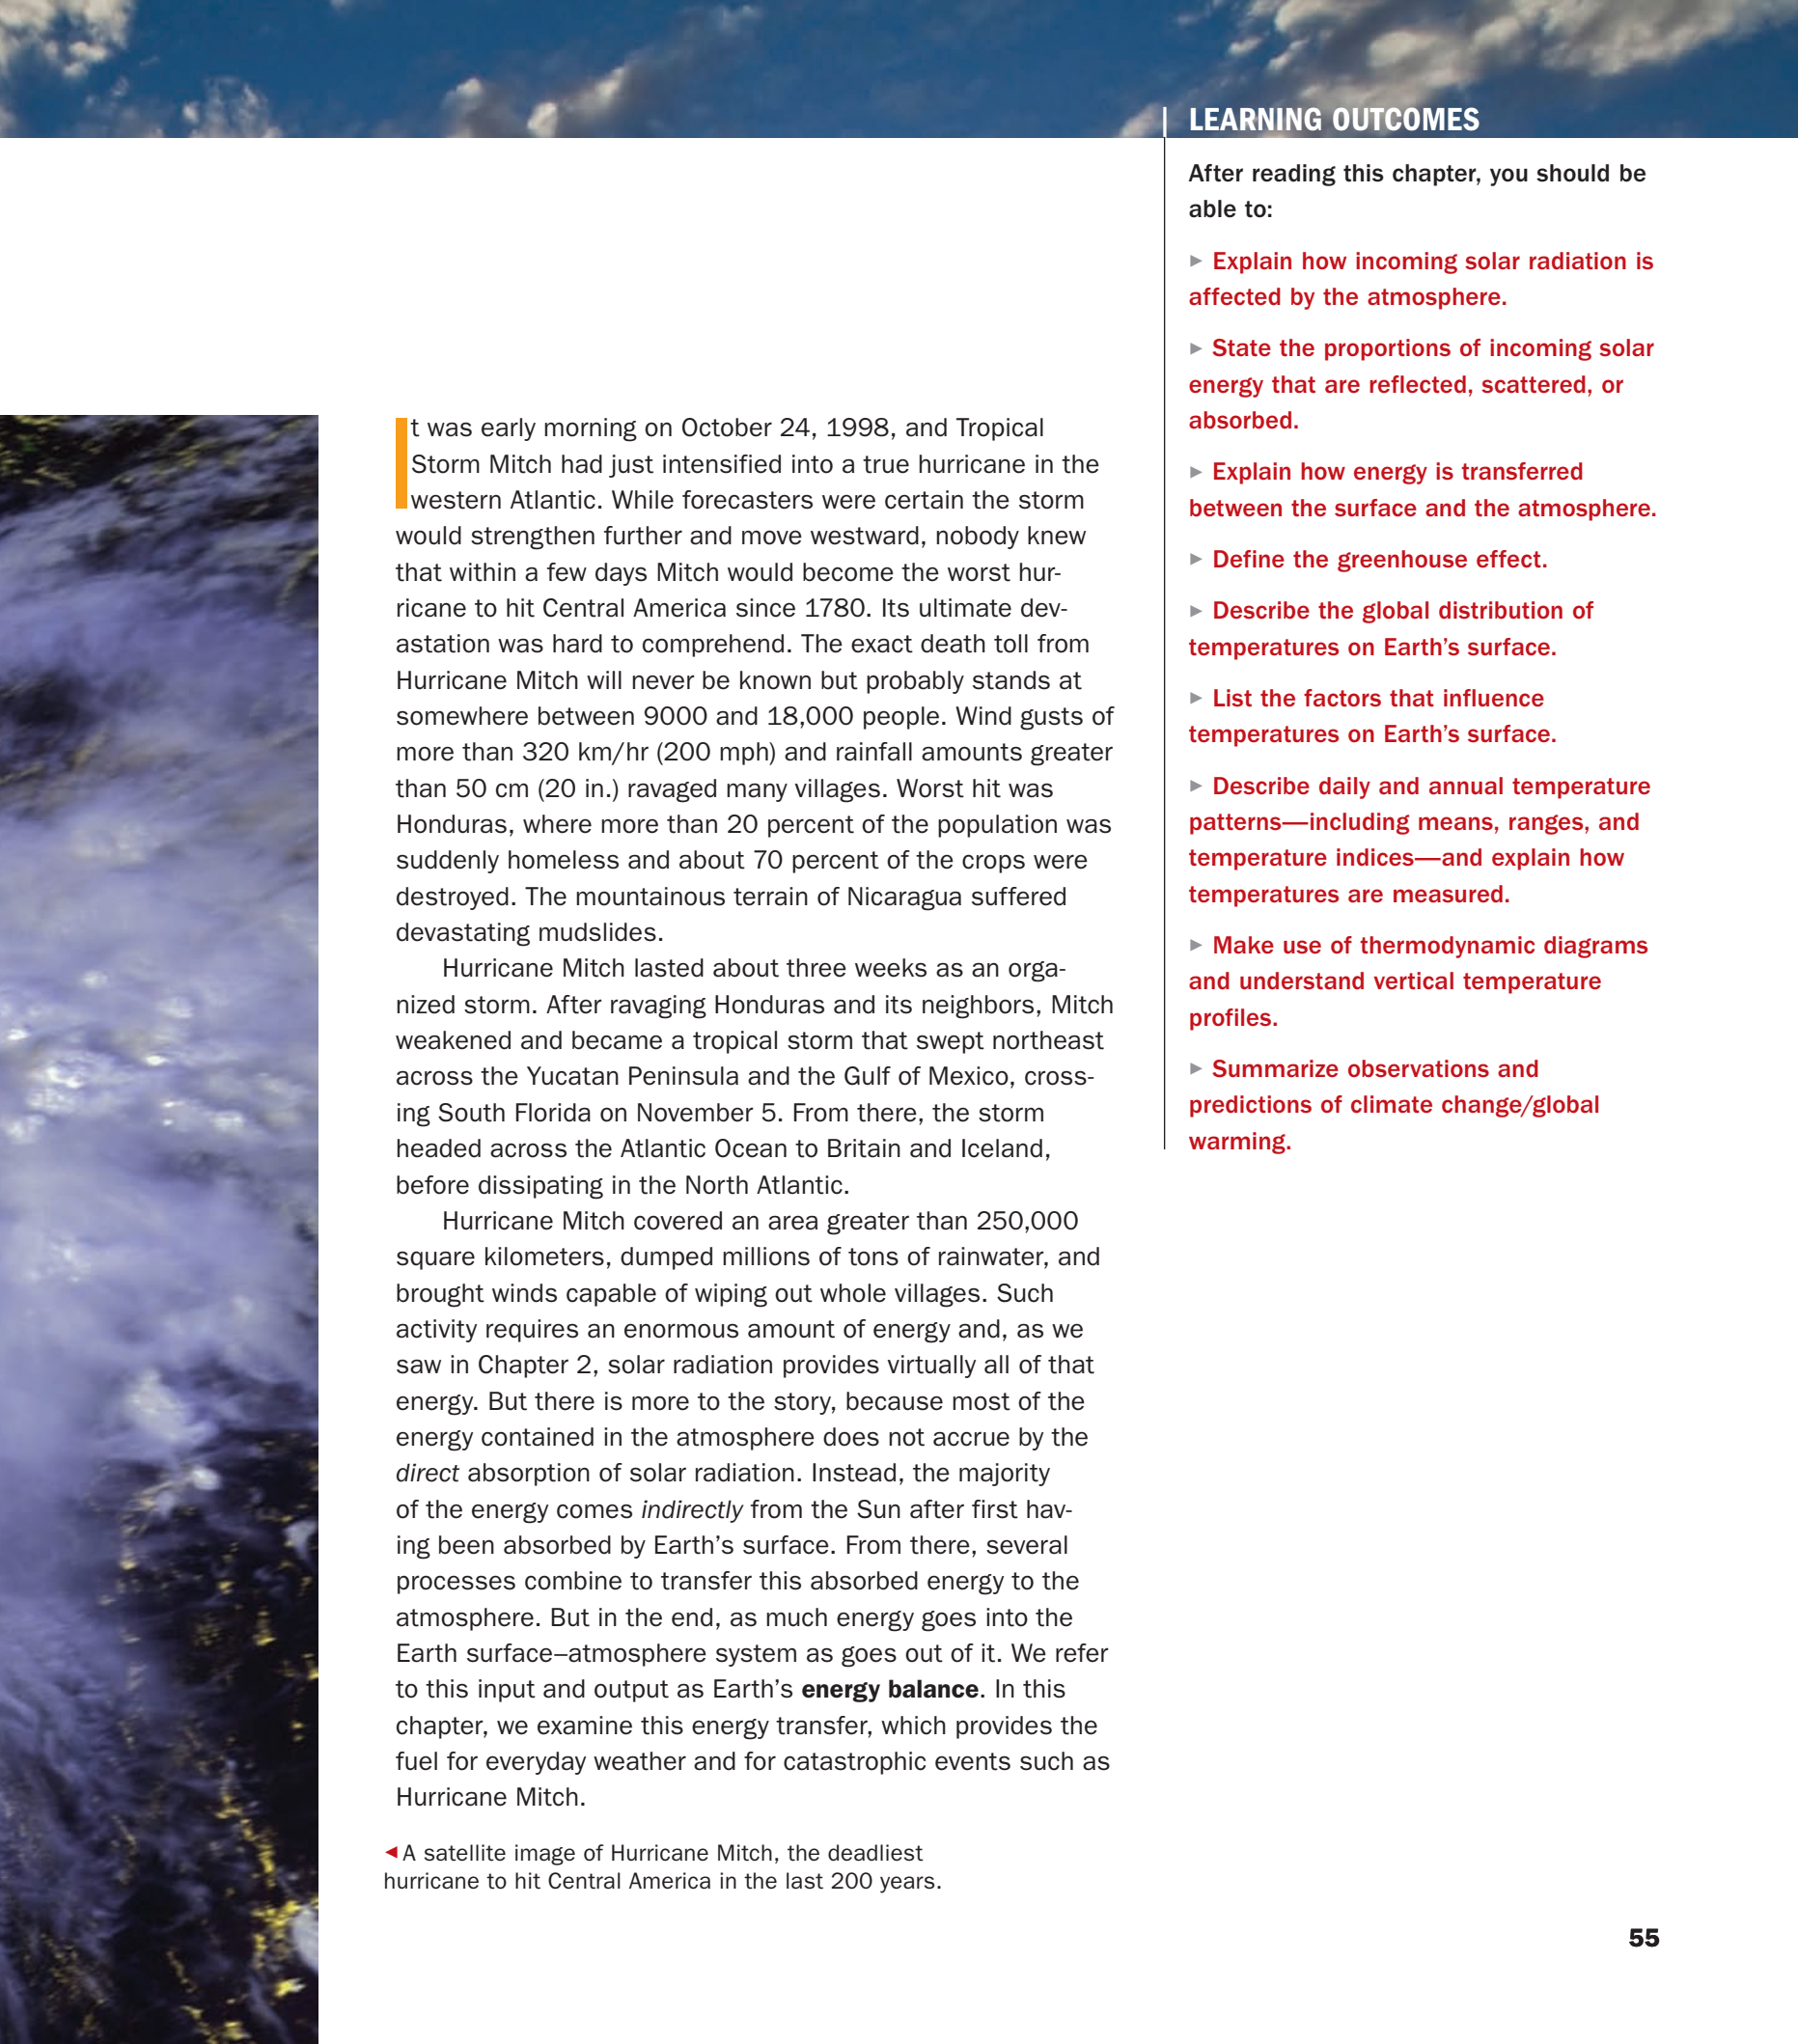 LEARNING OUTCOMES
After reading this chapter, you should be
able to:
► Explain how incoming solar radiation is
affected by the atmosphere.
► State the proportions of incoming solar
energy that are reflected, scattered, or
absorbed.
► Explain how energy is transferred
between the surface and the atmosphere.
► Define the greenhouse effect.
► Describe the global distribution of
temperatures on Earth’s surface.
► List the factors that influence
temperatures on Earth’s surface.
► Describe daily and annual temperature
patterns—including means, ranges, and
temperature indices—and explain how
temperatures are measured.
► Make use of thermodynamic diagrams
and understand vertical temperature
profiles.
► Summarize observations and
predictions of climate change/global
warming.
It was early morning on October 24, 1998, and Tropical
Storm Mitch had just intensified into a true hurricane in the
western Atlantic. While forecasters were certain the storm
would strengthen further and move westward, nobody knew
that within a few days Mitch would become the worst hur-
ricane to hit Central America since 1780. Its ultimate dev-
astation was hard to comprehend. The exact death toll from
Hurricane Mitch will never be known but probably stands at
somewhere between 9000 and 18,000 people. Wind gusts of
more than 320 km/hr (200 mph) and rainfall amounts greater
than 50 cm (20 in.) ravaged many villages. Worst hit was
Honduras, where more than 20 percent of the population was
suddenly homeless and about 70 percent of the crops were
destroyed. The mountainous terrain of Nicaragua suffered
devastating mudslides.
Hurricane Mitch lasted about three weeks as an orga-
nized storm. After ravaging Honduras and its neighbors, Mitch
weakened and became a tropical storm that swept northeast
across the Yucatan Peninsula and the Gulf of Mexico, cross-
ing South Florida on November 5. From there, the storm
headed across the Atlantic Ocean to Britain and Iceland,
before dissipating in the North Atlantic.
Hurricane Mitch covered an area greater than 250,000
square kilometers, dumped millions of tons of rainwater, and
brought winds capable of wiping out whole villages. Such
activity requires an enormous amount of energy and, as we
saw in Chapter 2, solar radiation provides virtually all of that
energy. But there is more to the story, because most of the
energy contained in the atmosphere does not accrue by the
direct absorption of solar radiation. Instead, the majority
of the energy comes indirectly from the Sun after first hav-
ing been absorbed by Earth’s surface. From there, several
processes combine to transfer this absorbed energy to the
atmosphere. But in the end, as much energy goes into the
Earth surface–atmosphere system as goes out of it. We refer
to this input and output as Earth’s energy balance. In this
chapter, we examine this energy transfer, which provides the
fuel for everyday weather and for catastrophic events such as
Hurricane Mitch.
◄ A satellite image of Hurricane Mitch, the deadliest
hurricane to hit Central America in the last 200 years.
55